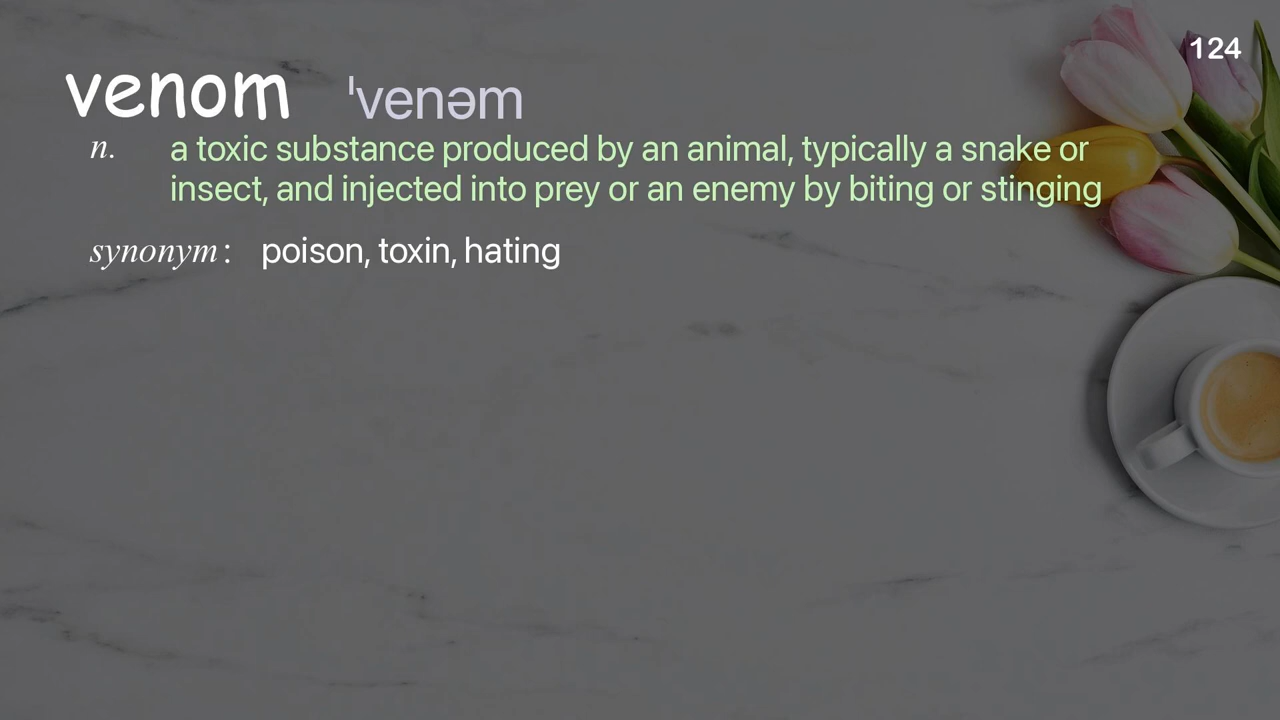 124
venom ˈvenəm
n. a toxic substance produced by an animal, typically a snake or
insect, and injected into prey or an enemy by biting or stinging
synonym: poison, toxin, hating